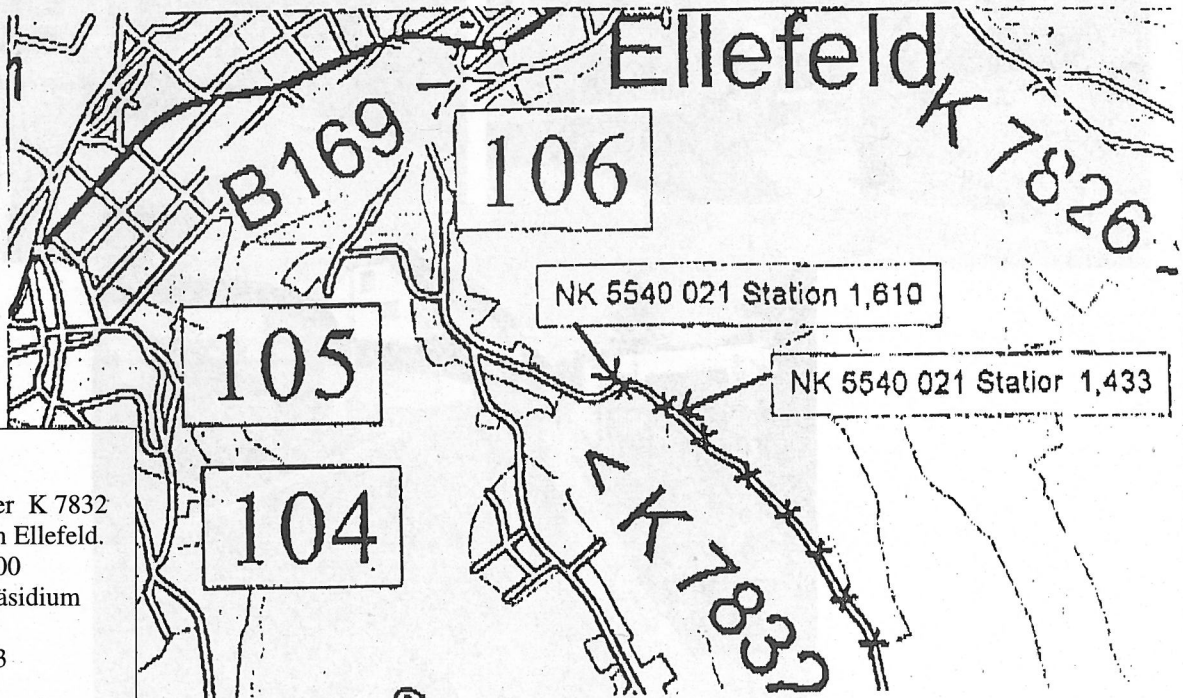 Ellefeld
K 7826
B169
106
NK 5540 021 Station 1,610
105
NK 5540 021 Station 1,433
104
er K 7832
n Ellefeld.
00
äsidium
3
< K 7832